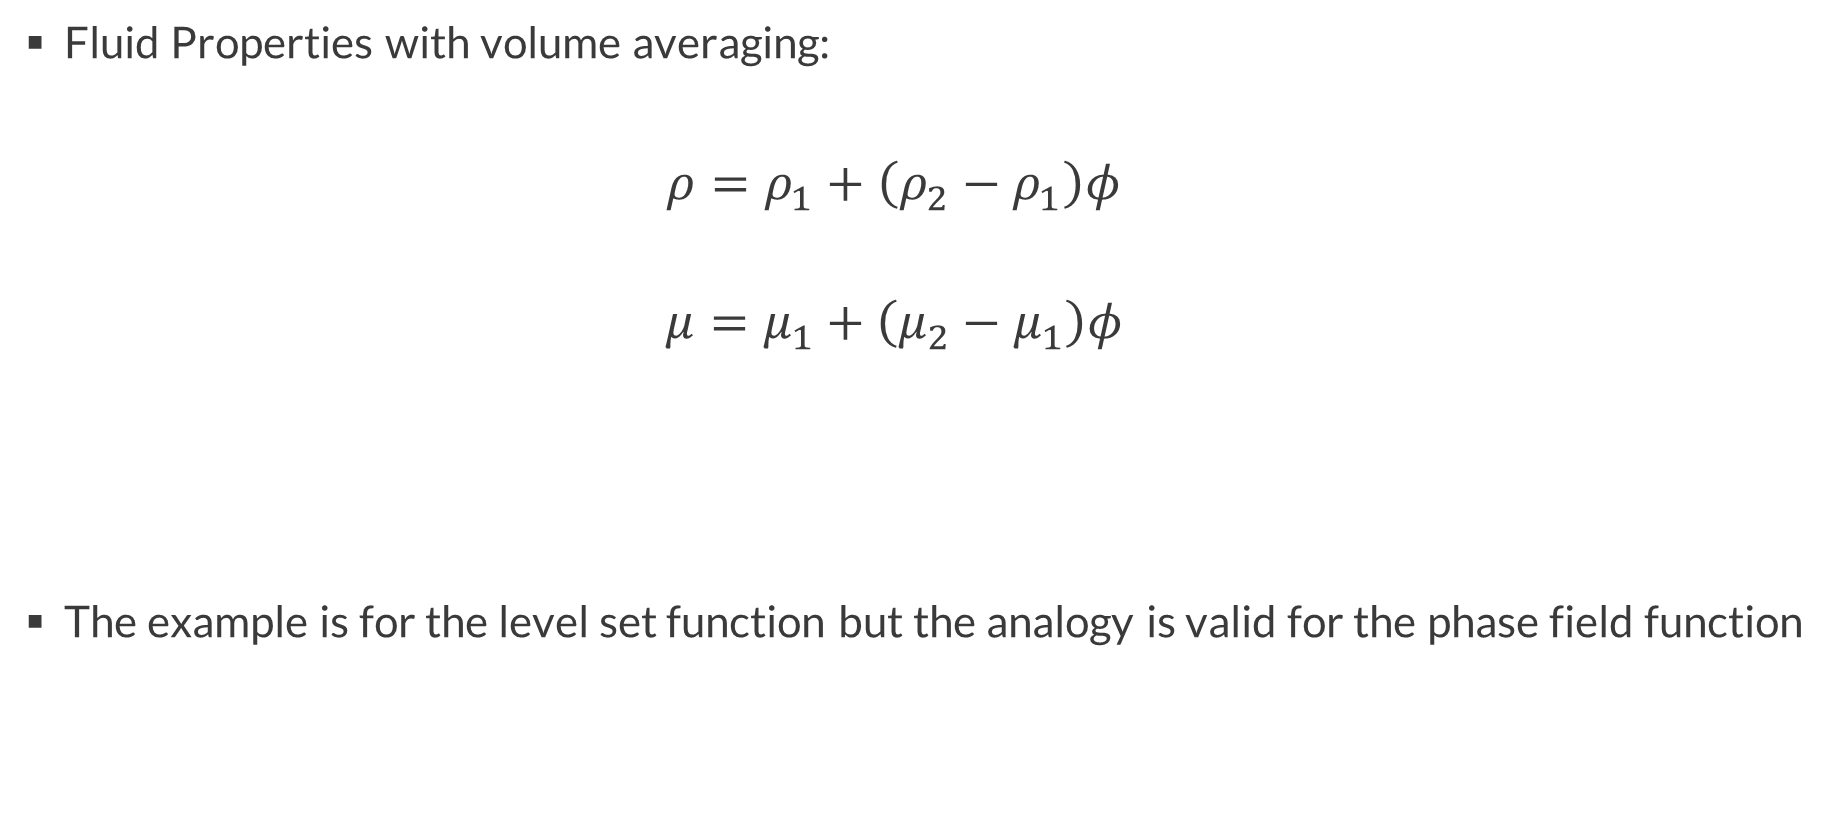 ▪ Fluid Properties with volume averaging:
ρ = ρ₁ + (ρ₂ − ρ₁)ϕ
μ = μ₁ + (μ₂ − μ₁)ϕ
▪ The example is for the level set function but the analogy is valid for the phase field function